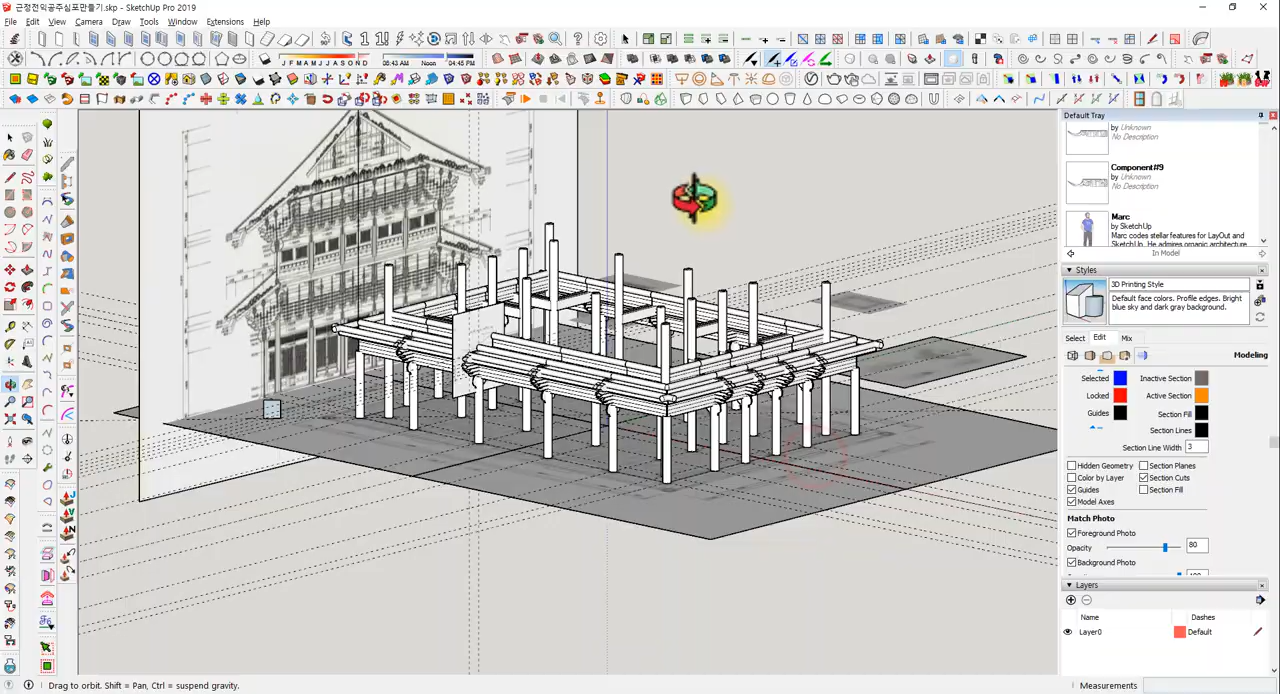 근정전익공주심포만들기.skp - SketchUp Pro 2019
File Edit View Camera Draw Tools Window Extensions Help
J F M A M J J A S O N D
06:43 AM Noon 04:45 PM
Default Tray
by Unknown
No Description
Component#9
by Unknown
No Description
Marc
by SketchUp
Marc codes stellar features for LayOut and
SketchUp. He admires organic architecture
In Model
Styles
3D Printing Style
Default face colors. Profile edges. Bright
blue sky and dark gray background.
Select Edit Mix
Modeling
Selected Inactive Section
Locked Active Section
Guides Section Fill
Section Lines
Section Line Width 3
Hidden Geometry Section Planes
Color by Layer Section Cuts
Guides Section Fill
Model Axes
Match Photo
Foreground Photo
Opacity 80
Background Photo
Layers
Name Dashes
Layer0 Default
Drag to orbit. Shift = Pan, Ctrl = suspend gravity.
Measurements